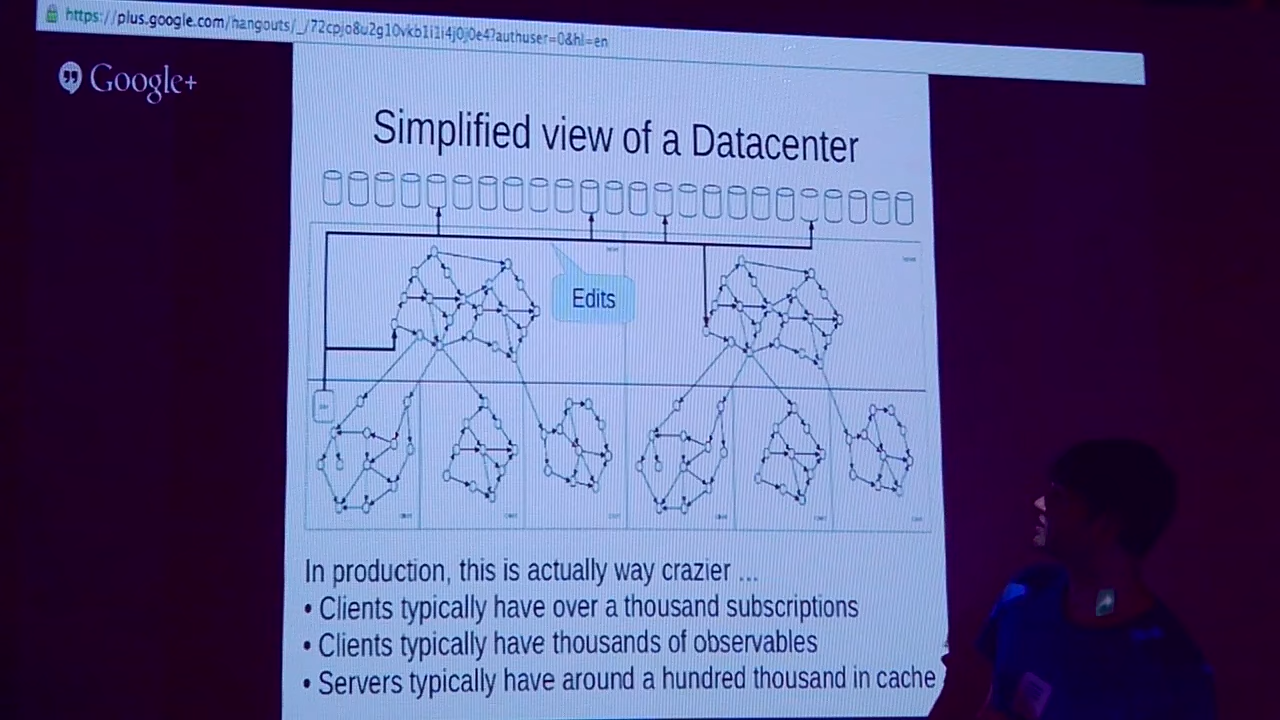 https://plus.google.com/hangouts/_/72cpjo8u2g10vkb1i1i4j0j0e4?authuser=0&hl=en
Google+
Simplified view of a Datacenter
Edits
In production, this is actually way crazier ...
• Clients typically have over a thousand subscriptions
• Clients typically have thousands of observables
• Servers typically have around a hundred thousand in cache